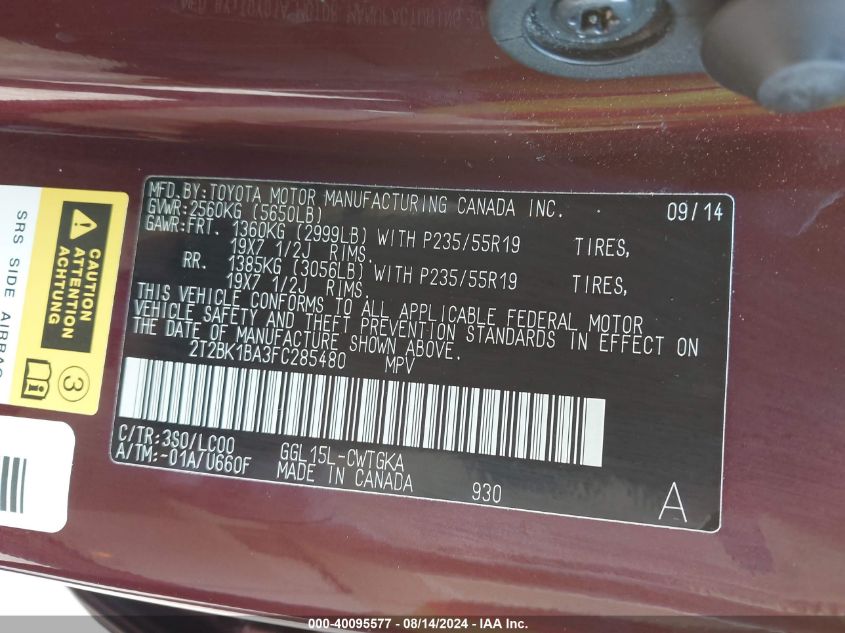 MFD.BY:TOYOTA MOTOR MANUFACTURING CANADA INC. 09/14
GVWR:2560KG (5650LB)
GAWR:FRT. 1360KG (2999LB) WITH P235/55R19 TIRES,
19X7 1/2J RIMS.
RR. 1385KG (3056LB) WITH P235/55R19 TIRES,
19X7 1/2J RIMS.
THIS VEHICLE CONFORMS TO ALL APPLICABLE FEDERAL MOTOR
VEHICLE SAFETY AND THEFT PREVENTION STANDARDS IN EFFECT ON
THE DATE OF MANUFACTURE SHOWN ABOVE.
2T2BK1BA3FC285480 MPV
C/TR:3S0/LC00 GGL15L-CWTGKA
A/TM:-01A/U660F MADE IN CANADA 930 A
CAUTION
ATTENTION
ACHTUNG
3
SRS SIDE AIRBAG
000-40095577 - 08/14/2024 - IAA Inc.